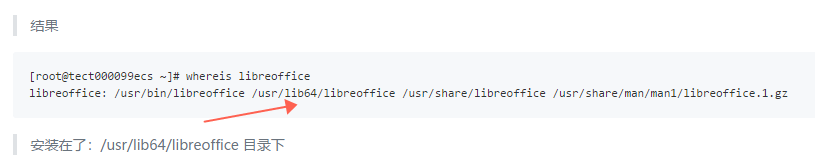 结果
[root@tect000099ecs ~]# whereis libreoffice
libreoffice: /usr/bin/libreoffice /usr/lib64/libreoffice /usr/share/libreoffice /usr/share/man/man1/libreoffice.1.gz
安装在了：/usr/lib64/libreoffice 目录下